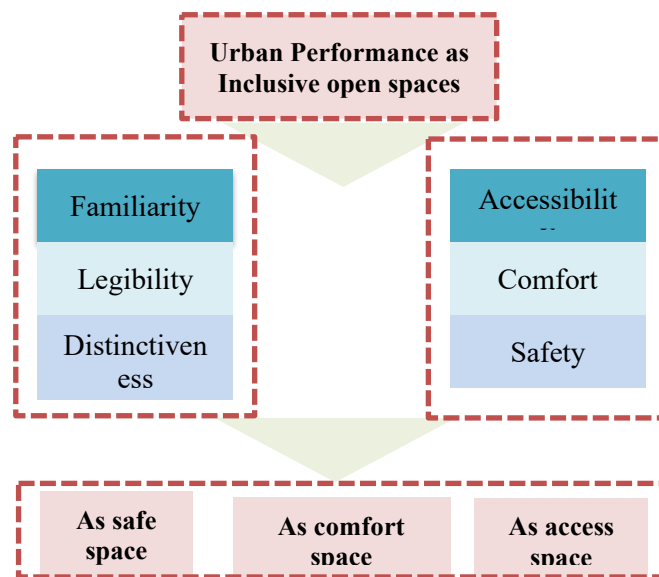 Urban Performance as
Inclusive open spaces
Familiarity
Legibility
Distinctiven
ess
Accessibilit
Comfort
Safety
As safe
space
As comfort
space
As access
space